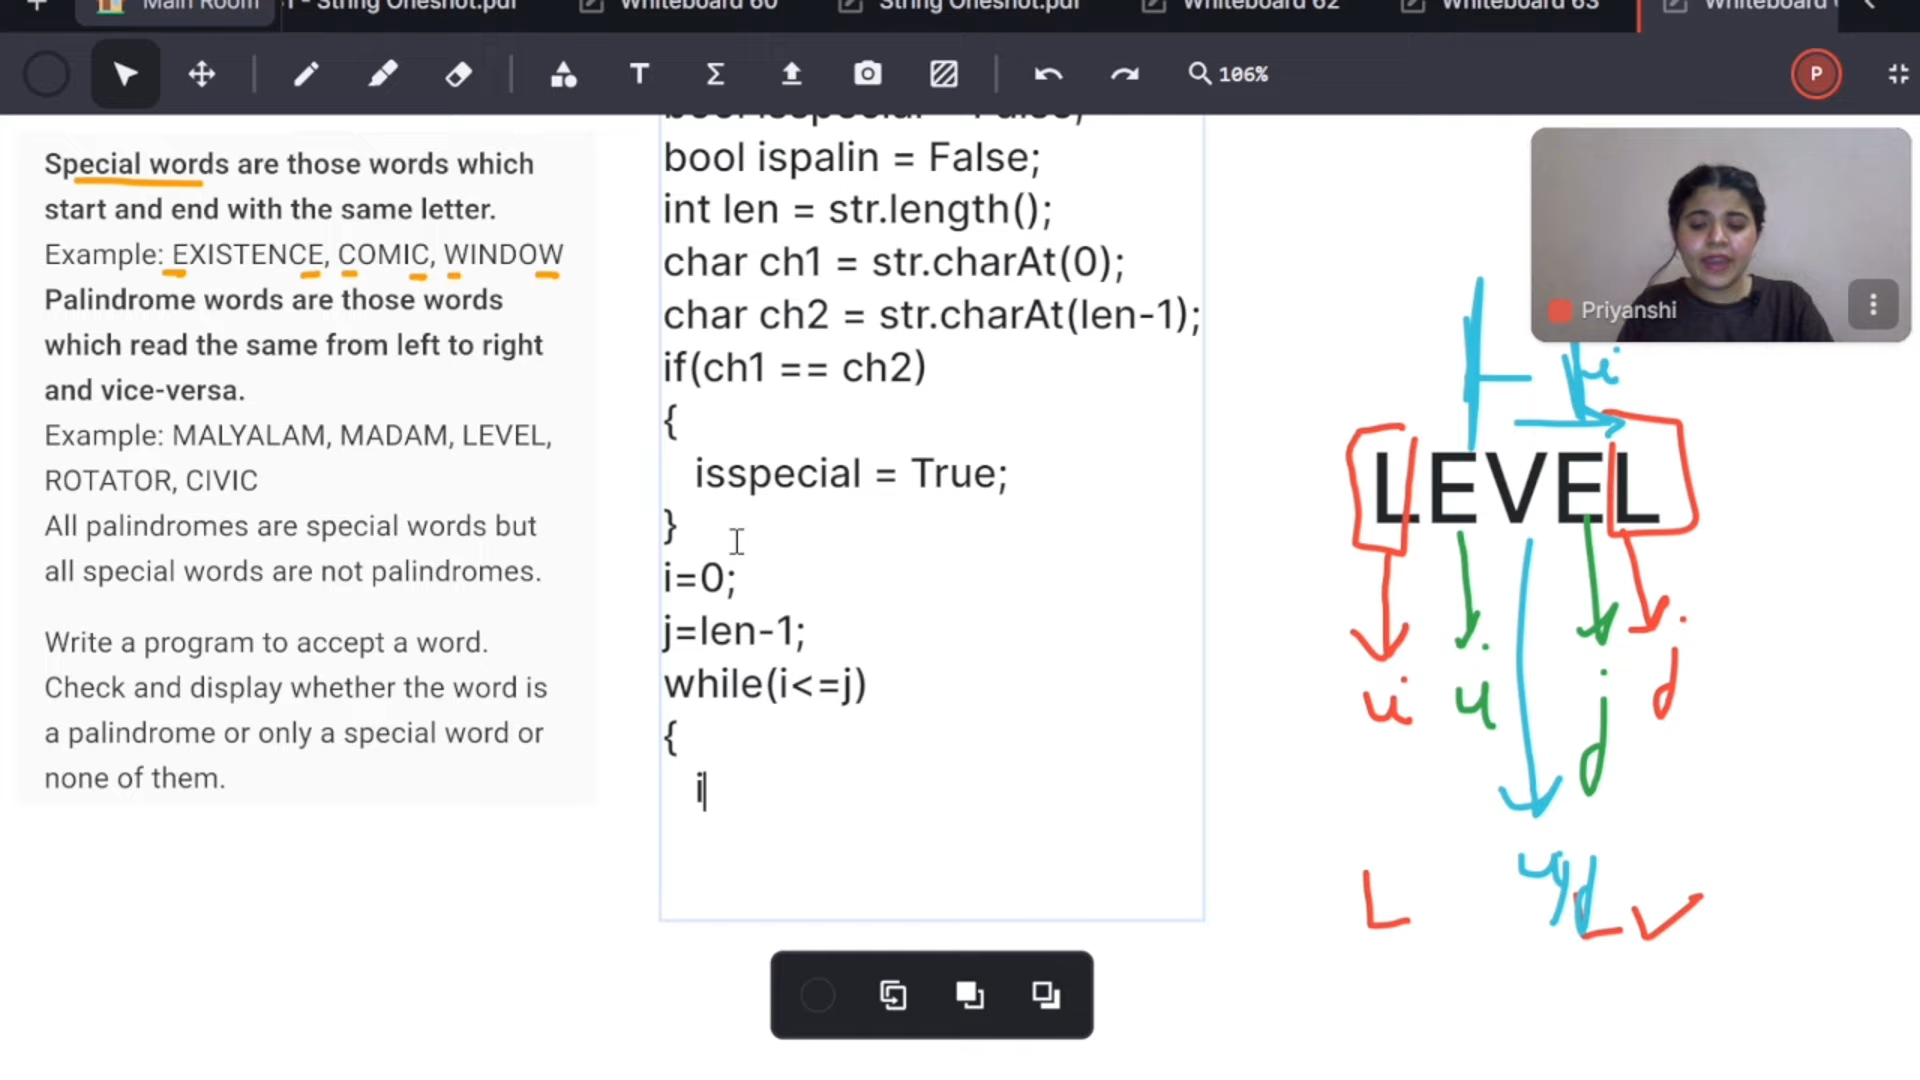 Main Room
1 - String Oneshot.pdf
Whiteboard 60
String Oneshot.pdf
Whiteboard 62
Whiteboard 63
Whiteboard
T
Σ
106%
P
Special words are those words which
start and end with the same letter.
Example: EXISTENCE, COMIC, WINDOW
Palindrome words are those words
which read the same from left to right
and vice-versa.
Example: MALYALAM, MADAM, LEVEL,
ROTATOR, CIVIC
All palindromes are special words but
all special words are not palindromes.
Write a program to accept a word.
Check and display whether the word is
a palindrome or only a special word or
none of them.
bool isspecial = False;
bool ispalin = False;
int len = str.length();
char ch1 = str.charAt(0);
char ch2 = str.charAt(len-1);
if(ch1 == ch2)
{
isspecial = True;
}
i=0;
j=len-1;
while(i<=j)
{
i
Priyanshi
LEVEL
i
i
j
j
L
L